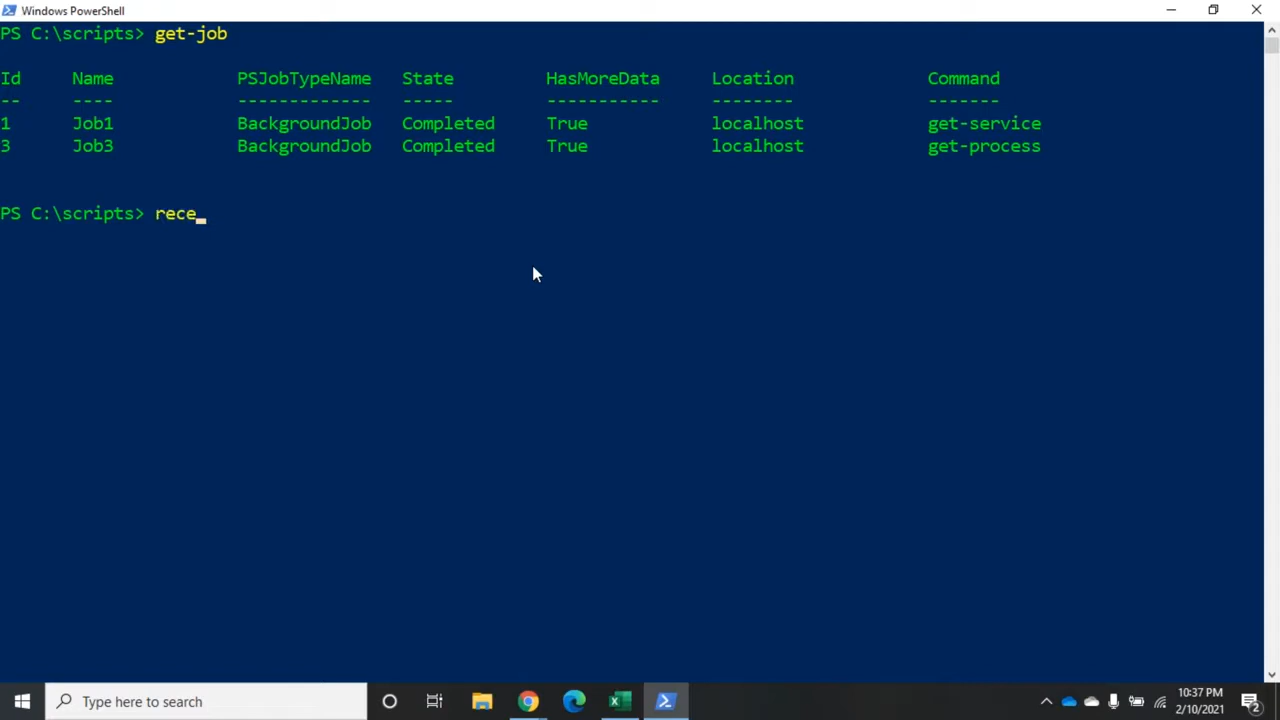 Windows PowerShell
PS C:\scripts> get-job
Id Name PSJobTypeName State HasMoreData Location Command
-- ---- ------------- ----- ----------- -------- -------
1 Job1 BackgroundJob Completed True localhost get-service
3 Job3 BackgroundJob Completed True localhost get-process
PS C:\scripts> rece_
Type here to search
10:37 PM
2/10/2021
2